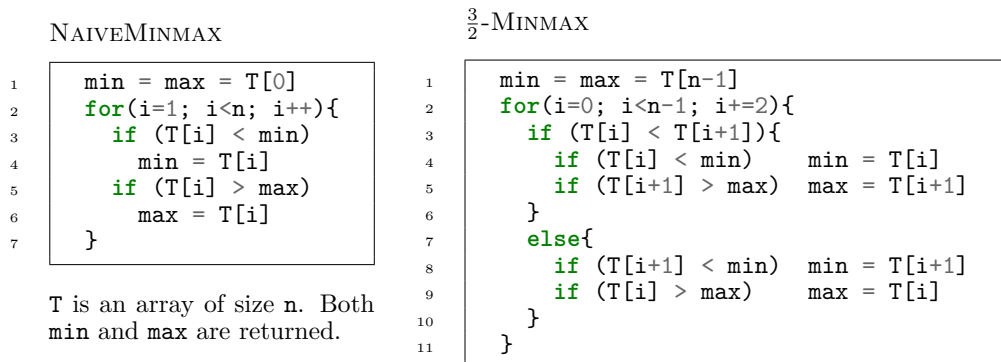 NAIVEMINMAX
1 min = max = T[0]
2 for(i=1; i<n; i++){
3 if (T[i] < min)
4 min = T[i]
5 if (T[i] > max)
6 max = T[i]
7 }
T is an array of size n. Both
min and max are returned.
3/2-MINMAX
1 min = max = T[n-1]
2 for(i=0; i<n-1; i+=2){
3 if (T[i] < T[i+1]){
4 if (T[i] < min) min = T[i]
5 if (T[i+1] > max) max = T[i+1]
6 }
7 else{
8 if (T[i+1] < min) min = T[i+1]
9 if (T[i] > max) max = T[i]
10 }
11 }